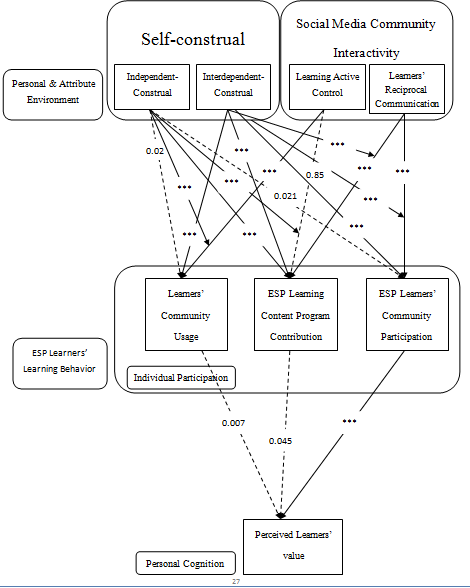 Self-construal
Social Media Community
Interactivity
Independent-
Construal
Interdependent-
Construal
Learning Active
Control
Learners'
Reciprocal
Communication
Personal & Attribute
Environment
0.02
***
***
***
***
0.85
***
***
***
0.021
***
***
***
***
Learners'
Community
Usage
ESP Learning
Content Program
Contribution
ESP Learners'
Community
Participation
ESP Learners'
Learning Behavior
Individual Participation
0.007
0.045
***
Perceived Learners'
value
Personal Cognition
27